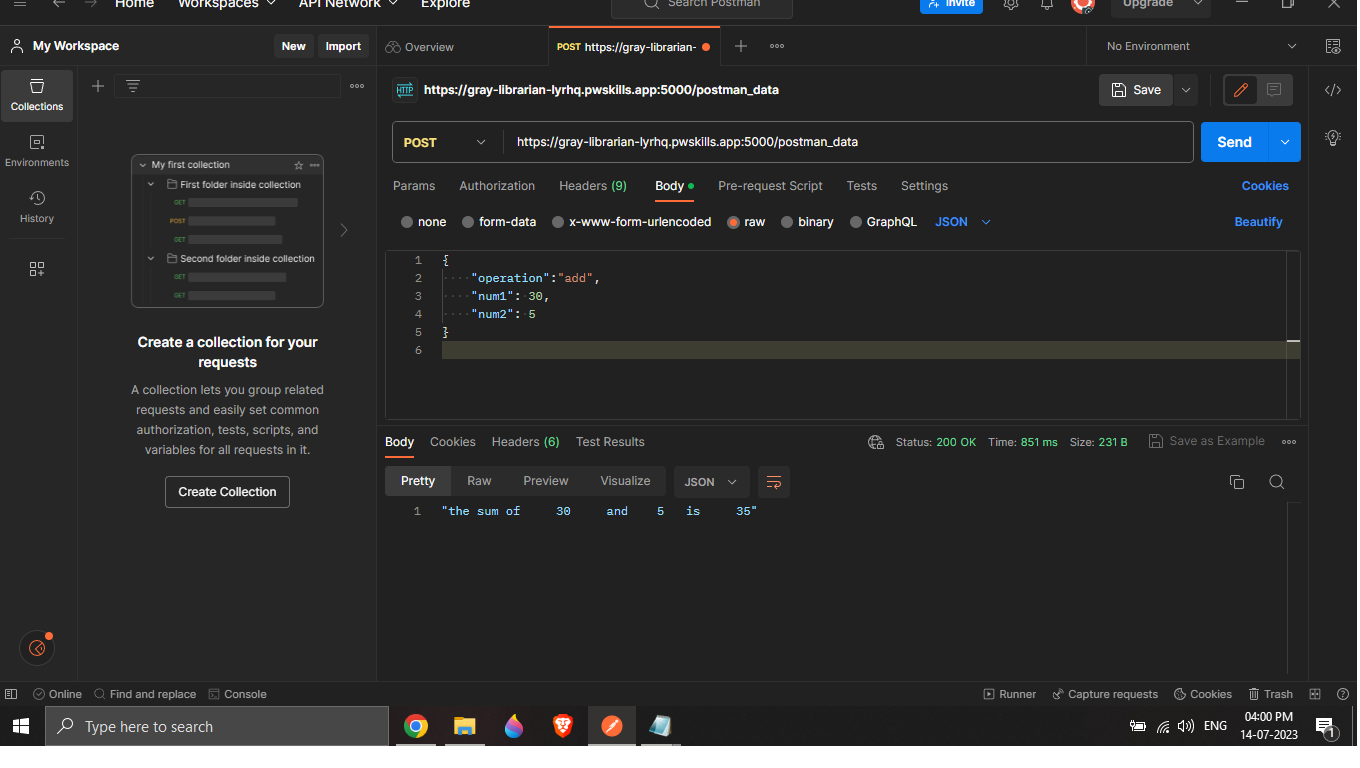 Home Workspaces API Network Explore Search Postman Invite Upgrade
My Workspace New Import Overview POST https://gray-librarian- No Environment
Collections
Environments
History
My first collection
First folder inside collection
GET
POST
GET
Second folder inside collection
GET
GET
Create a collection for your
requests
A collection lets you group related
requests and easily set common
authorization, tests, scripts, and
variables for all requests in it.
Create Collection
HTTP https://gray-librarian-lyrhq.pwskills.app:5000/postman_data Save
POST https://gray-librarian-lyrhq.pwskills.app:5000/postman_data Send
Params Authorization Headers (9) Body Pre-request Script Tests Settings Cookies
none form-data x-www-form-urlencoded raw binary GraphQL JSON Beautify
1 {
2 "operation":"add",
3 "num1": 30,
4 "num2": 5
5 }
6
Body Cookies Headers (6) Test Results Status: 200 OK Time: 851 ms Size: 231 B Save as Example
Pretty Raw Preview Visualize JSON
1 "the sum of 30 and 5 is 35"
Online Find and replace Console Runner Capture requests Cookies Trash
Type here to search ENG 04:00 PM
14-07-2023 1